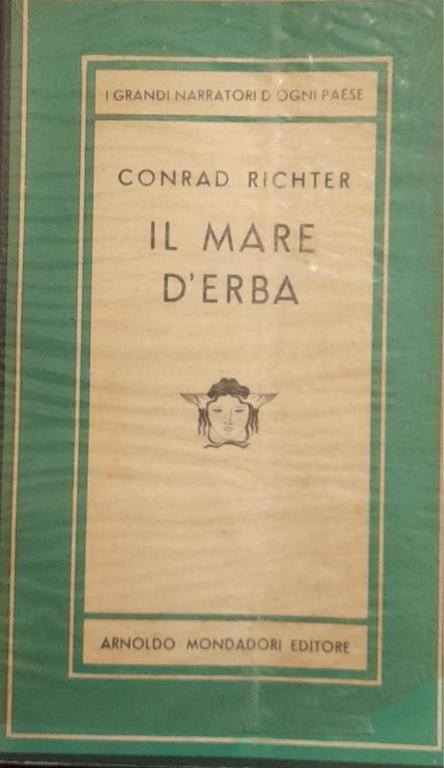 I GRANDI NARRATORI D'OGNI PAESE
CONRAD RICHTER
IL MARE
D'ERBA
ARNOLDO MONDADORI EDITORE